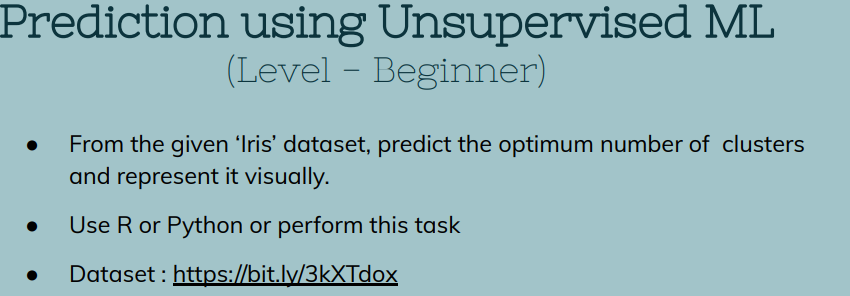 Prediction using Unsupervised ML
(Level - Beginner)
● From the given ‘Iris’ dataset, predict the optimum number of clusters
and represent it visually.
● Use R or Python or perform this task
● Dataset : https://bit.ly/3kXTdox